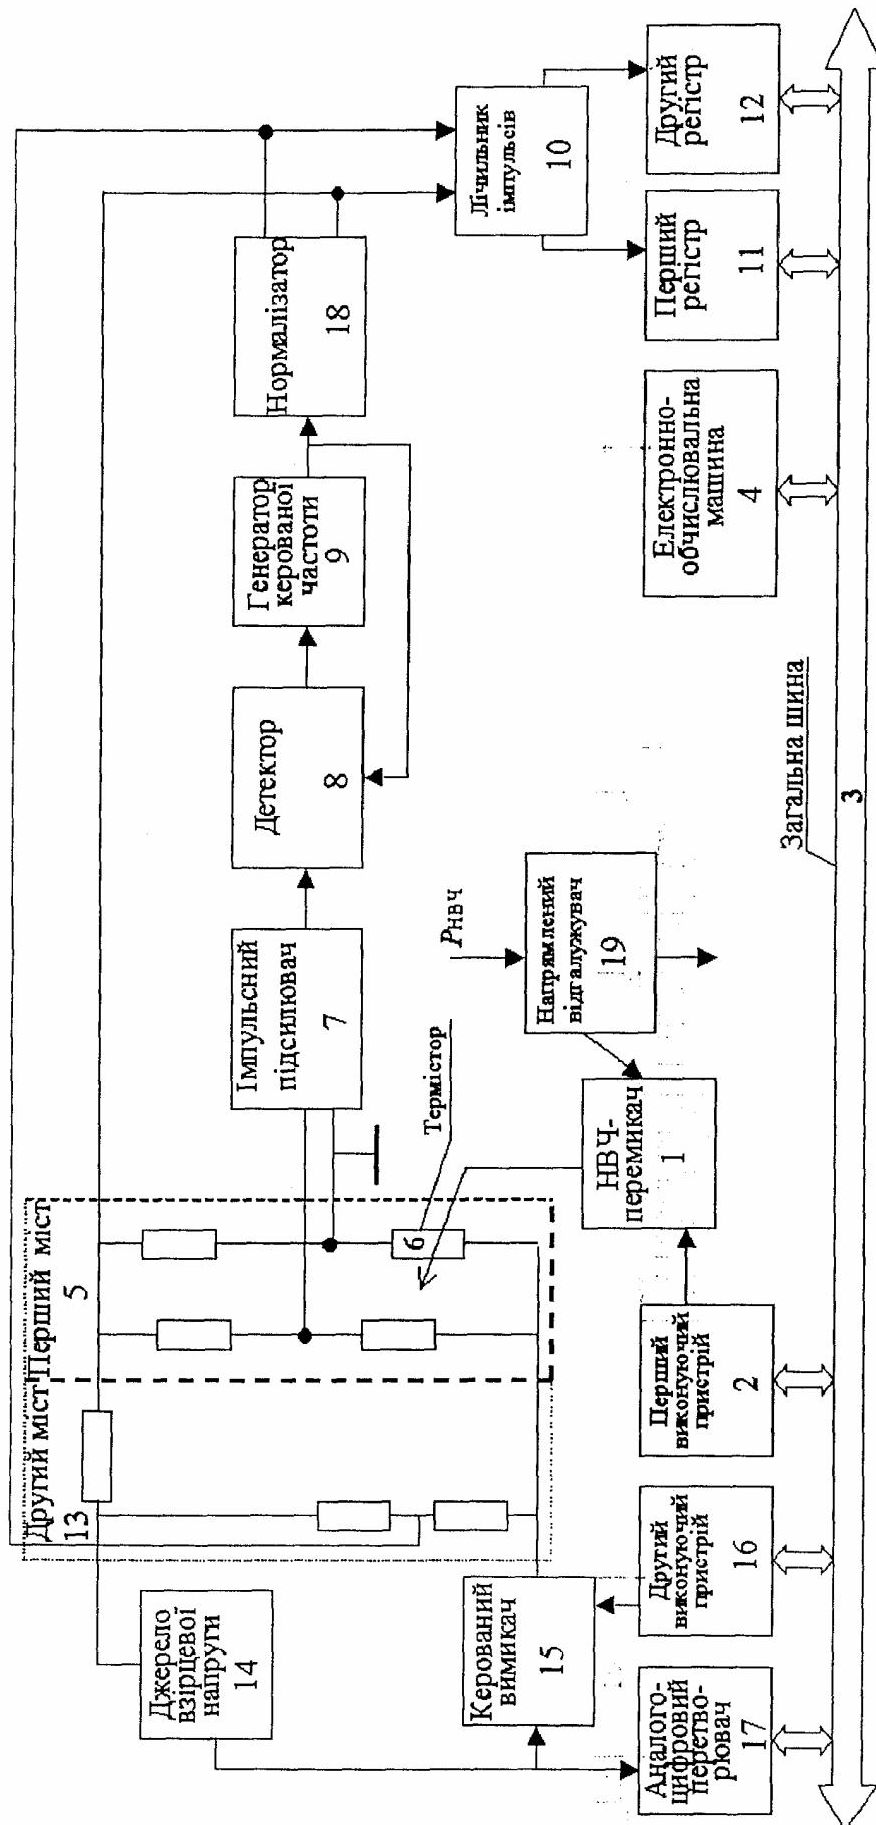 Другий міст
13
Перший міст
5
Джерело
взірцевої
напруги
14
Імпульсний
підсилювач
7
Детектор
8
Генератор
керованої
частоти
9
Нормалізатор
18
6
Термістор
Рнвч
Керований
вимикач
15
НВЧ-
перемикач
1
Напрямлений
відгалужувач
19
Лічильник
імпульсів
10
Аналого-
цифровий
перетво-
рювач
17
Другий
виконуючий
пристрій
16
Перший
виконуючий
пристрій
2
Електронно-
обчислювальна
машина
4
Перший
регістр
11
Другий
регістр
12
Загальна шина
3